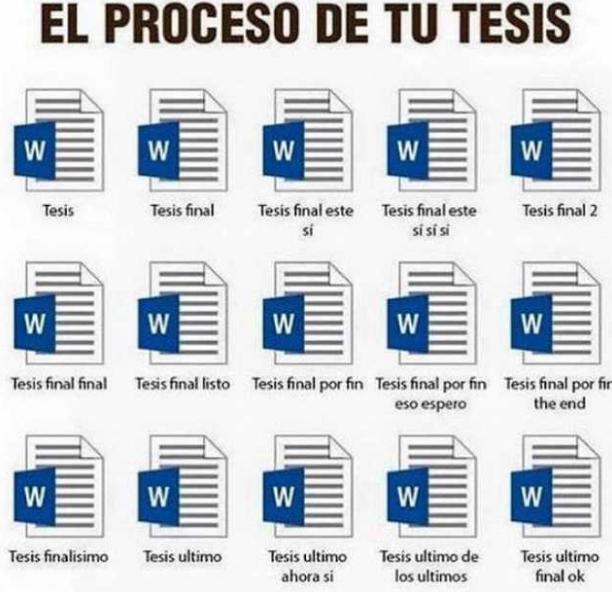 EL PROCESO DE TU TESIS
W W W W W
Tesis Tesis final Tesis final este Tesis final este Tesis final 2
sí sí sí si
W W W W W
Tesis final final Tesis final listo Tesis final por fin Tesis final por fin Tesis final por fin
eso espero the end
W W W W W
Tesis finalisimo Tesis ultimo Tesis ultimo Tesis ultimo de Tesis ultimo
ahora si los ultimos final ok